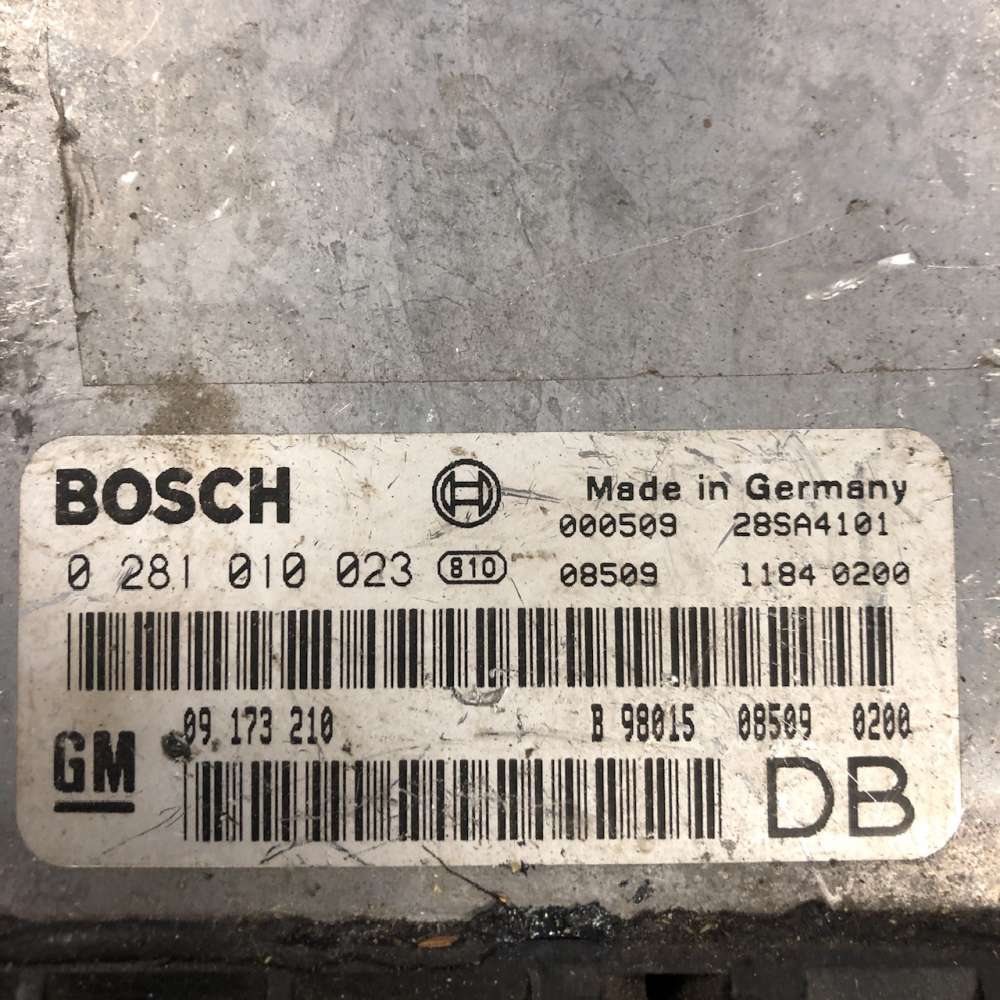 BOSCH
Made in Germany
000509 28SA4101
0 281 010 023 810 08509 1184 0200
09 173 210 B 98015 08509 0200
GM
DB